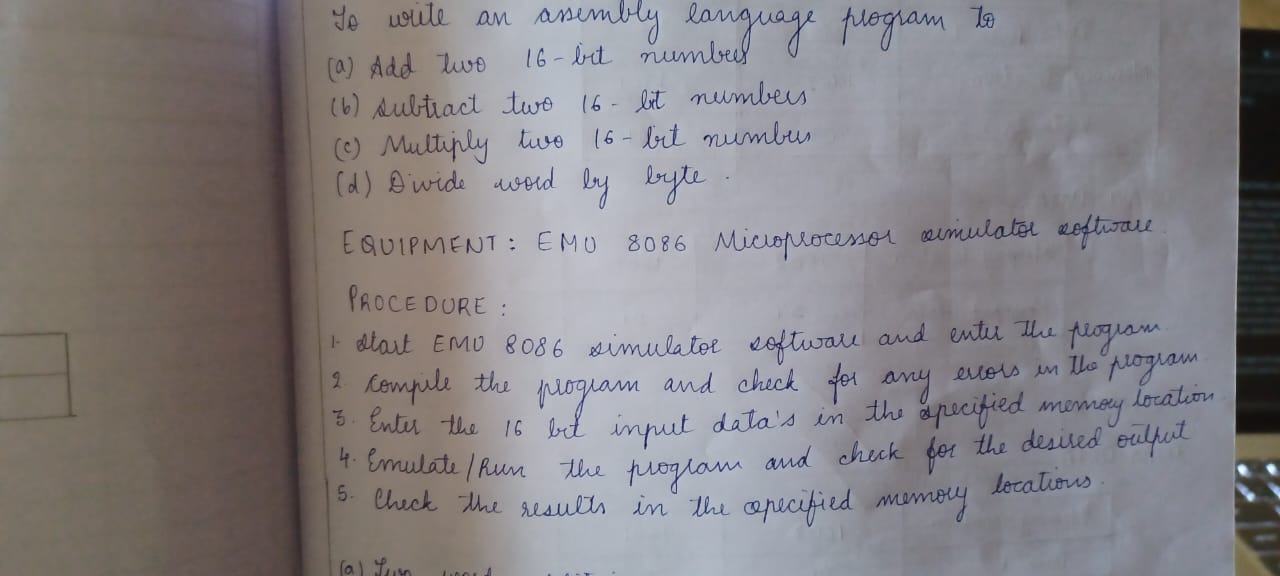 To write an assembly language program to
(a) Add two 16-bit numbers
(b) Subtract two 16-bit numbers
(c) Multiply two 16-bit numbers
(d) Divide word by byte.
EQUIPMENT: EMU 8086 Microprocessor simulator software.
PROCEDURE:
1. Start EMU 8086 simulator software and enter the program
2. Compile the program and check for any errors in the program
3. Enter the 16 bit input data's in the specified memory location
4. Emulate/Run the program and check for the desired output
5. Check the results in the specified memory locations.
(a) Two word